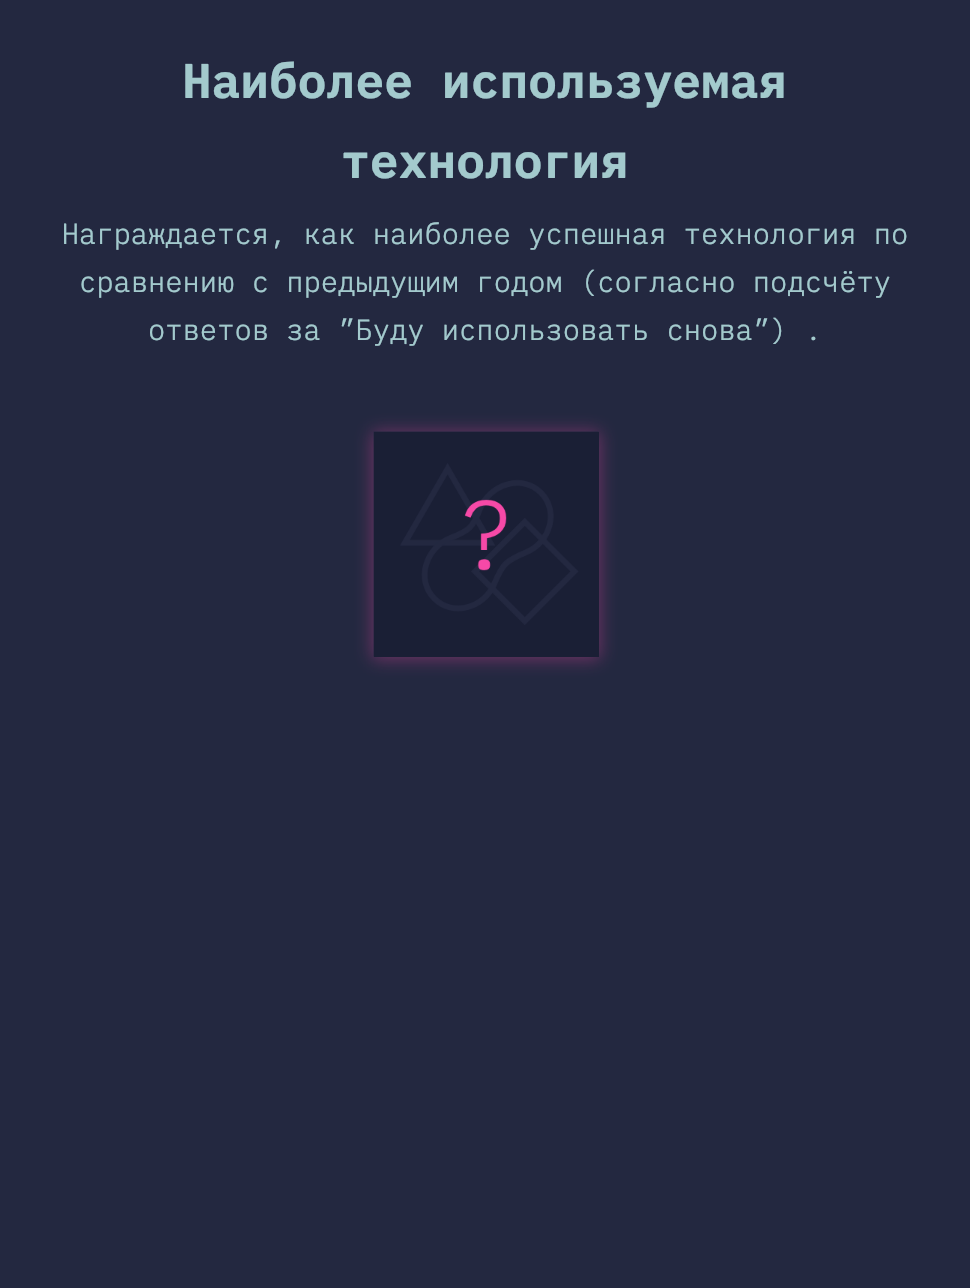 Наиболее используемая
технология
Награждается, как наиболее успешная технология по
сравнению с предыдущим годом (согласно подсчёту
ответов за ”Буду использовать снова”) .
?